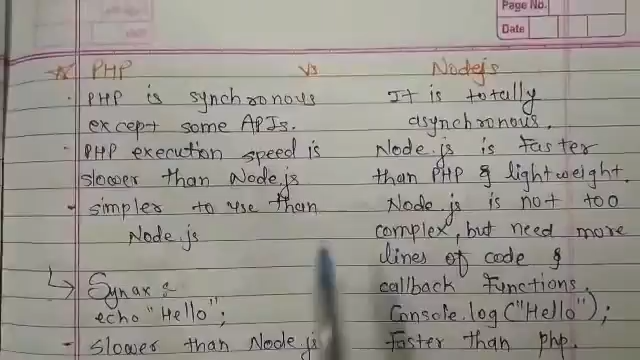 Page No.
Date
PHP vs Nodejs
PHP is synchronous
except some APIs.
PHP execution speed is
slower than Node.js
simpler to use than
Node.js
Synax :
echo "Hello";
slower than Node.js
It is totally
asynchronous.
Node.js is faster
than PHP & lightweight.
Node.js is not too
complex, but need more
lines of code &
callback functions.
Console.log("Hello");
faster than php.